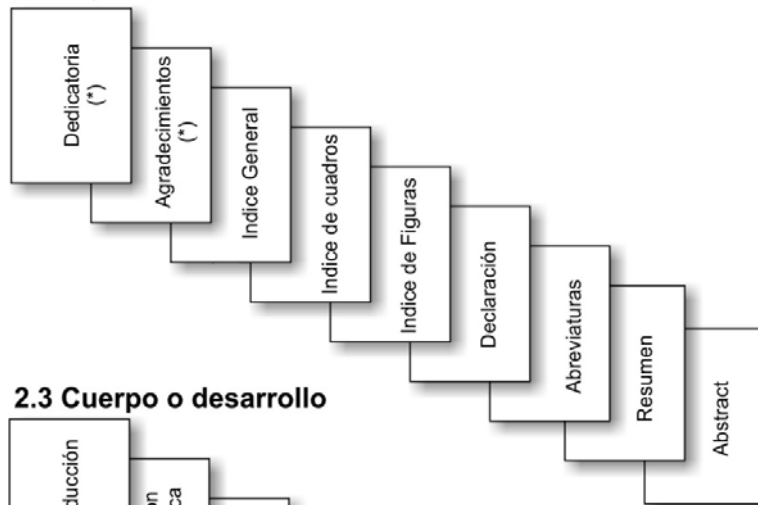 Dedicatoria
(*)
Agradecimientos
(*)
Indice General
Indice de cuadros
Indice de Figuras
Declaración
Abreviaturas
Resumen
Abstract
2.3 Cuerpo o desarrollo